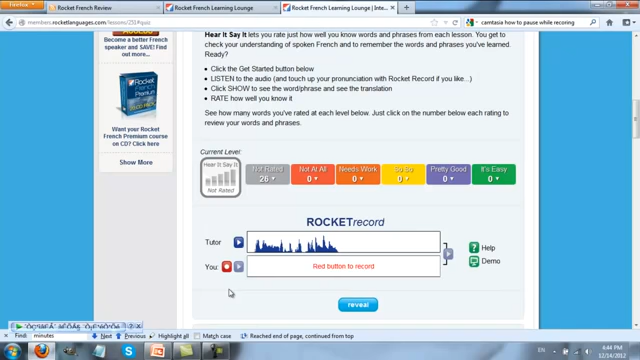 Firefox
Rocket French Review
Rocket French Learning Lounge
Rocket French Learning Lounge | Inte...
members.rocketlanguages.com/lessons/231#quiz
camtasia how to pause while recoring
Become a better French
speaker and SAVE! Find
out more...
Want your Rocket
French Premium course
on CD? Click here
Show More
Hear It Say It lets you rate just how well you know words and phrases from each lesson. You get to
check your understanding of spoken French and to remember the words and phrases you've learned.
Ready?
Click the Get Started button below
LISTEN to the audio (and touch up your pronunciation with Rocket Record if you like...)
Click SHOW to see the word/phrase and see the translation
RATE how well you know it
See how many words you've rated at each level below. Just click on the number below each rating to
review your words and phrases.
Current Level:
Hear It Say It
Not Rated
Not Rated
26
Not At All
0
Needs Work
0
So So
0
Pretty Good
0
It's Easy
0
ROCKETrecord
Tutor
You:
Red button to record
Help
Demo
reveal
Find:
minutes
Next
Previous
Highlight all
Match case
Reached end of page, continued from top
4:44 PM
12/14/2011